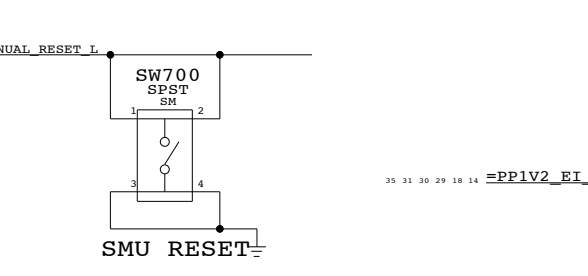 NUAL_RESET_L
SW700
SPST
SM
1 2
3 4
SMU RESET
35 31 30 29 18 14 =PP1V2_EI_